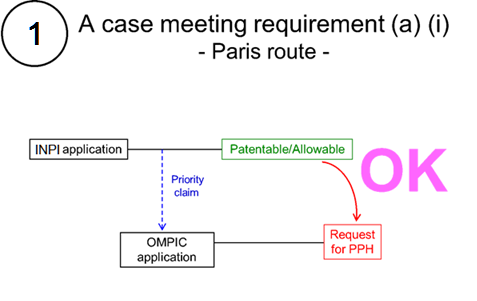 1
A case meeting requirement (a) (i)
- Paris route -
INPI application
Patentable/Allowable
OK
Priority
claim
OMPIC
application
Request
for PPH